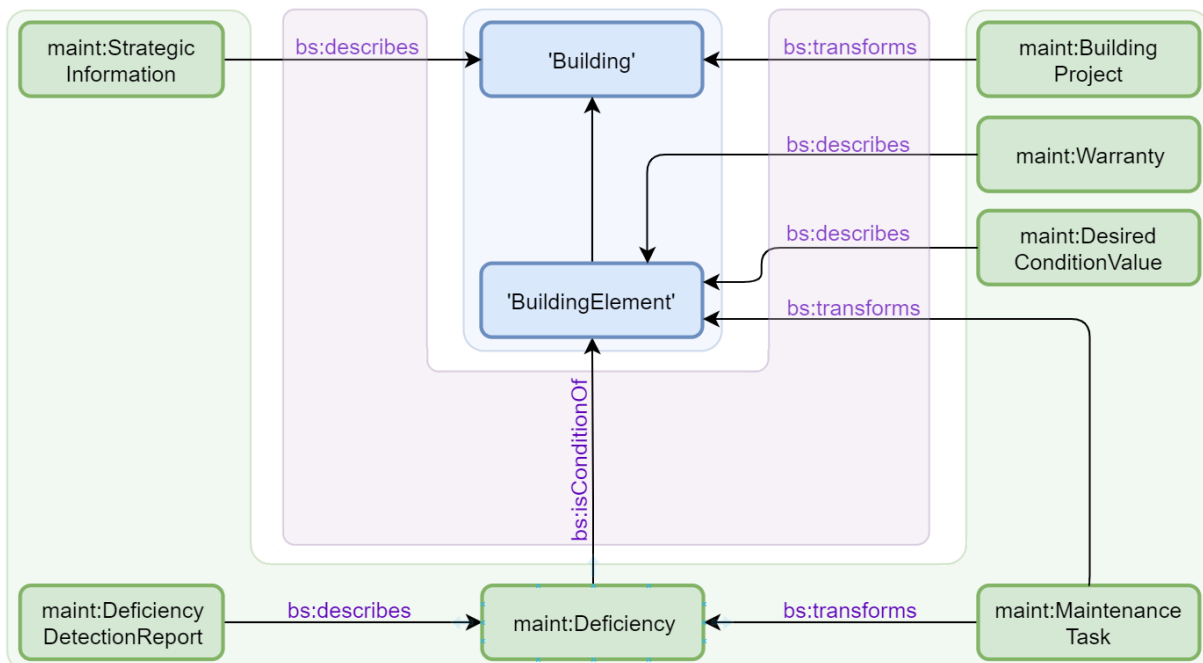 maint:Strategic
Information
bs:describes
'Building'
bs:transforms
maint:Building
Project
bs:describes
maint:Warranty
bs:describes
maint:Desired
ConditionValue
'BuildingElement'
bs:transforms
bs:isConditionOf
maint:Deficiency
DetectionReport
bs:describes
maint:Deficiency
bs:transforms
maint:Maintenance
Task